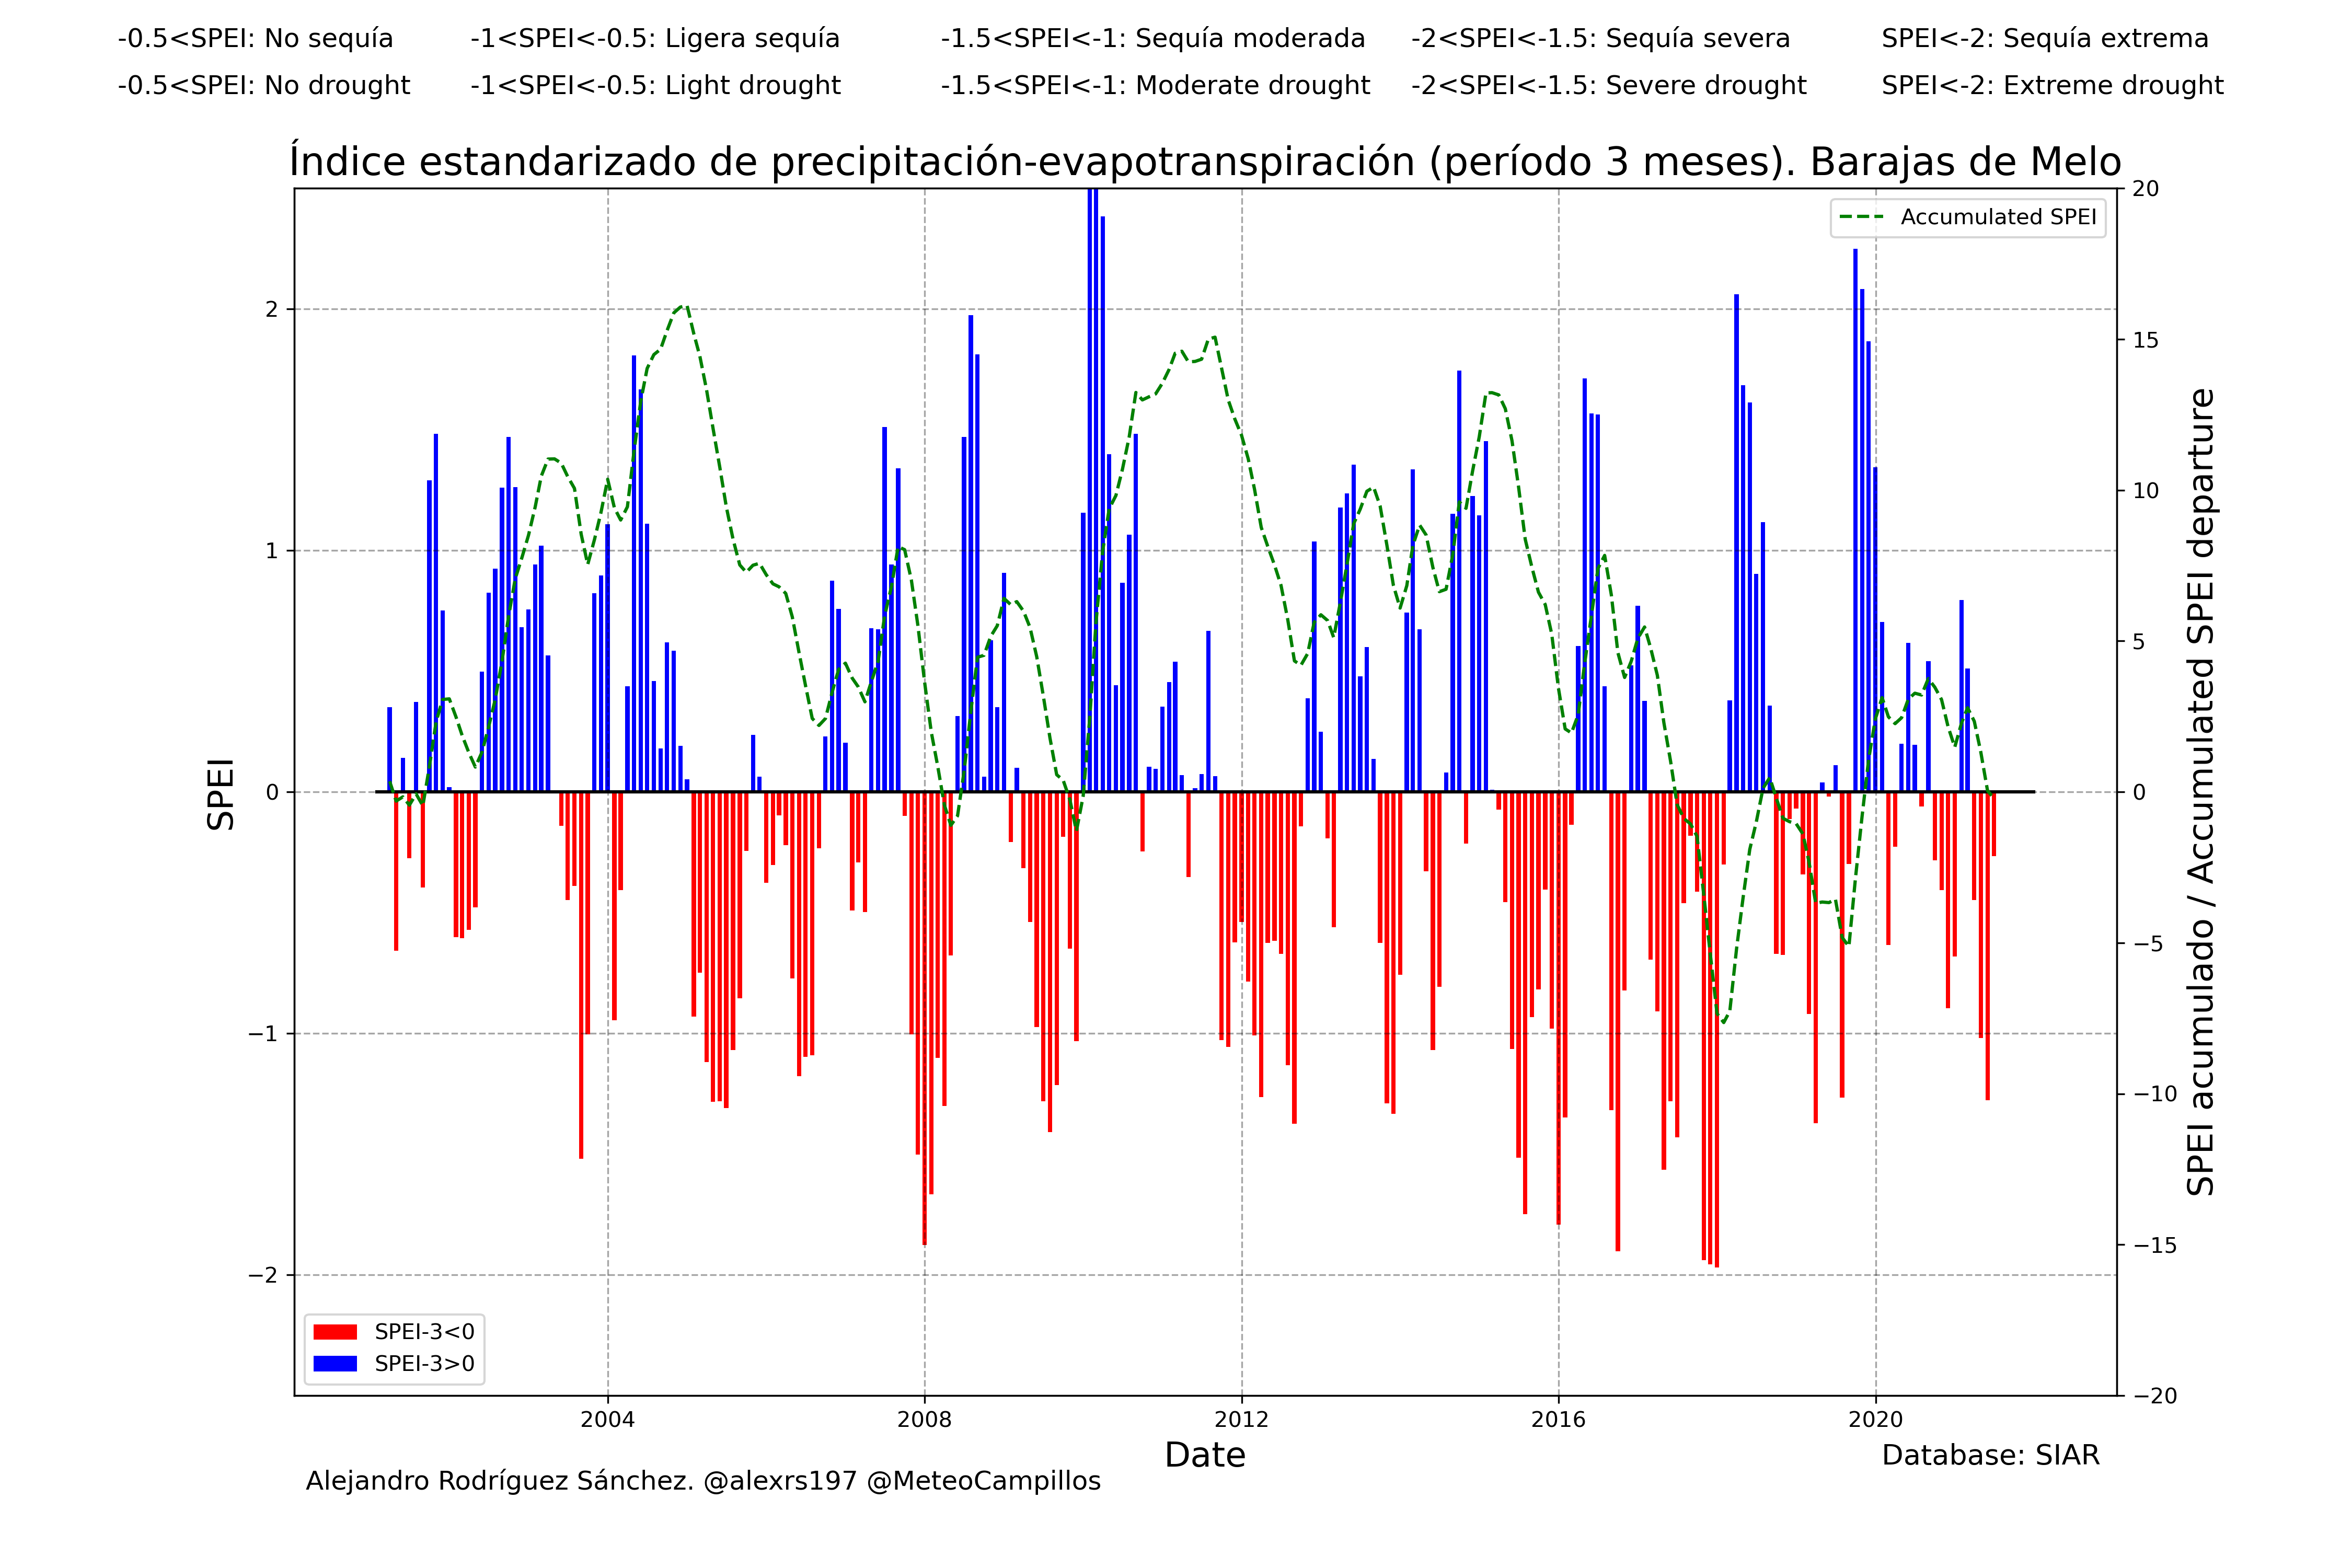 -0.5<SPEI: No sequía -1<SPEI<-0.5: Ligera sequía -1.5<SPEI<-1: Sequía moderada -2<SPEI<-1.5: Sequía severa SPEI<-2: Sequía extrema
-0.5<SPEI: No drought -1<SPEI<-0.5: Light drought -1.5<SPEI<-1: Moderate drought -2<SPEI<-1.5: Severe drought SPEI<-2: Extreme drought
Índice estandarizado de precipitación-evapotranspiración (período 3 meses). Barajas de Melo
Accumulated SPEI
SPEI
2
1
0
−1
−2
20
15
10
5
0
−5
−10
−15
−20
SPEI acumulado / Accumulated SPEI departure
SPEI-3<0
SPEI-3>0
2004 2008 2012 2016 2020
Date
Database: SIAR
Alejandro Rodríguez Sánchez. @alexrs197 @MeteoCampillos